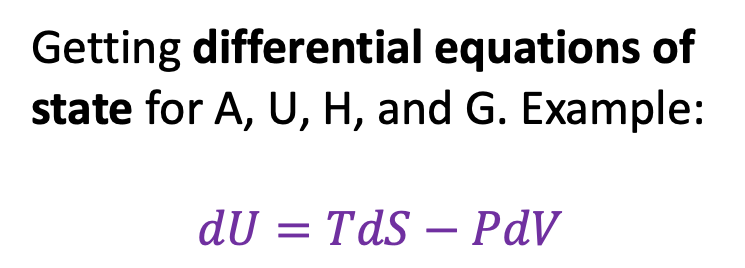 Getting differential equations of
state for A, U, H, and G. Example:
dU = TdS − PdV